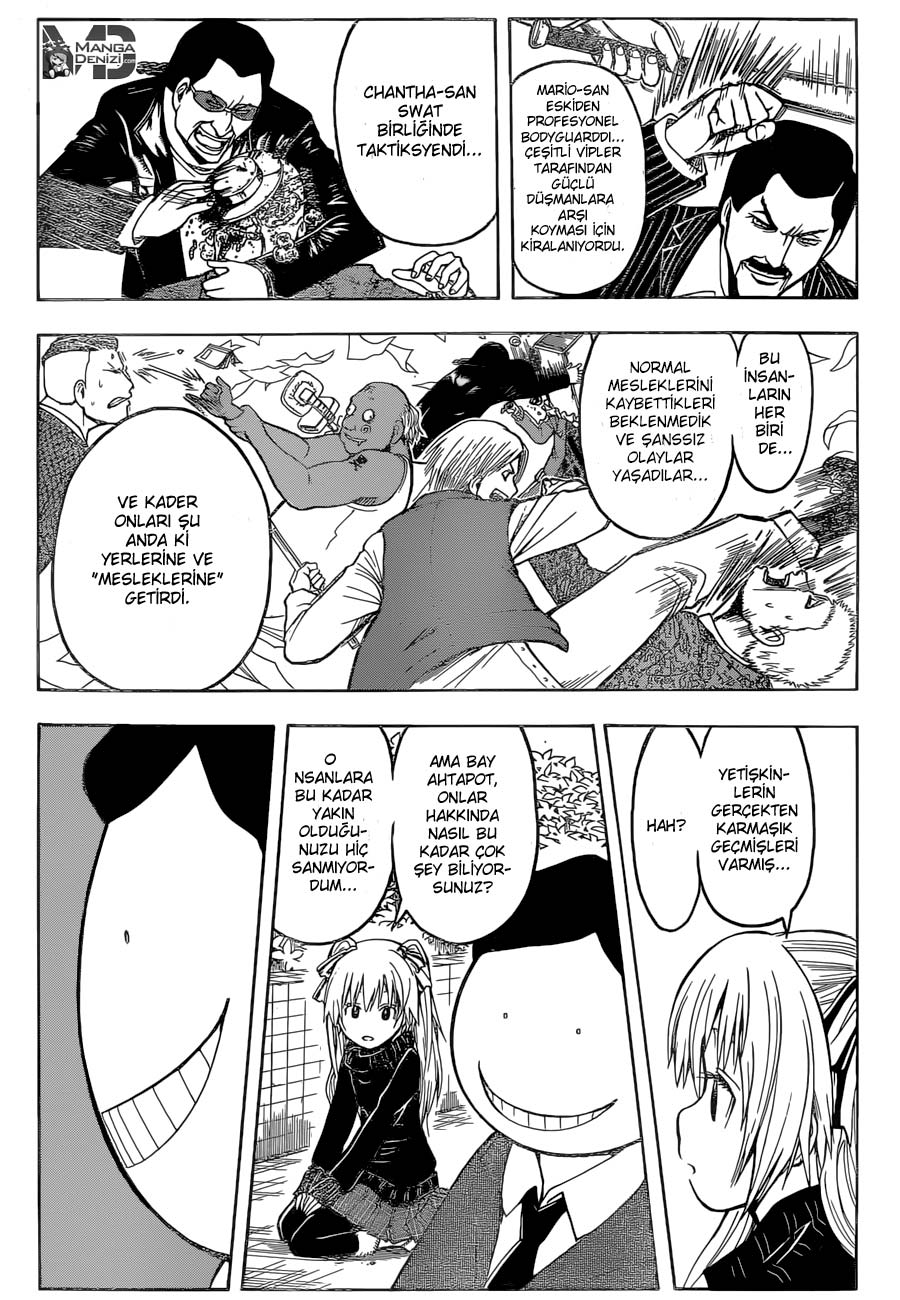 MANGA
DENİZİ.com
MARIO-SAN
ESKİDEN
PROFESYONEL
BODYGUARDDI...
ÇEŞİTLİ VIPLER
TARAFINDAN
GÜÇLÜ
DÜŞMANLARA
ARŞI
KOYMASI İÇİN
KİRALANIYORDU.
CHANTHA-SAN
SWAT
BİRLİĞİNDE
TAKTİKSYENDİ...
BU
İNSAN-
LARIN
HER
BİRİ
DE...
NORMAL
MESLEKLERİNİ
KAYBETTİKLERİ
BEKLENMEDİK
VE ŞANSSIZ
OLAYLAR
YAŞADILAR...
VE KADER
ONLARI ŞU
ANDA Kİ
YERLERİNE VE
"MESLEKLERİNE"
GETİRDİ.
YETİŞKİN-
LERİN
GERÇEKTEN
KARMAŞIK
GEÇMİŞLERİ
VARMIŞ...
HAH?
AMA BAY
AHTAPOT,
ONLAR
HAKKINDA
NASIL BU
KADAR ÇOK
ŞEY BİLİYOR-
SUNUZ?
O
NSANLARA
BU KADAR
YAKIN
OLDUĞU-
NUZU HİÇ
SANMIYOR-
DUM...